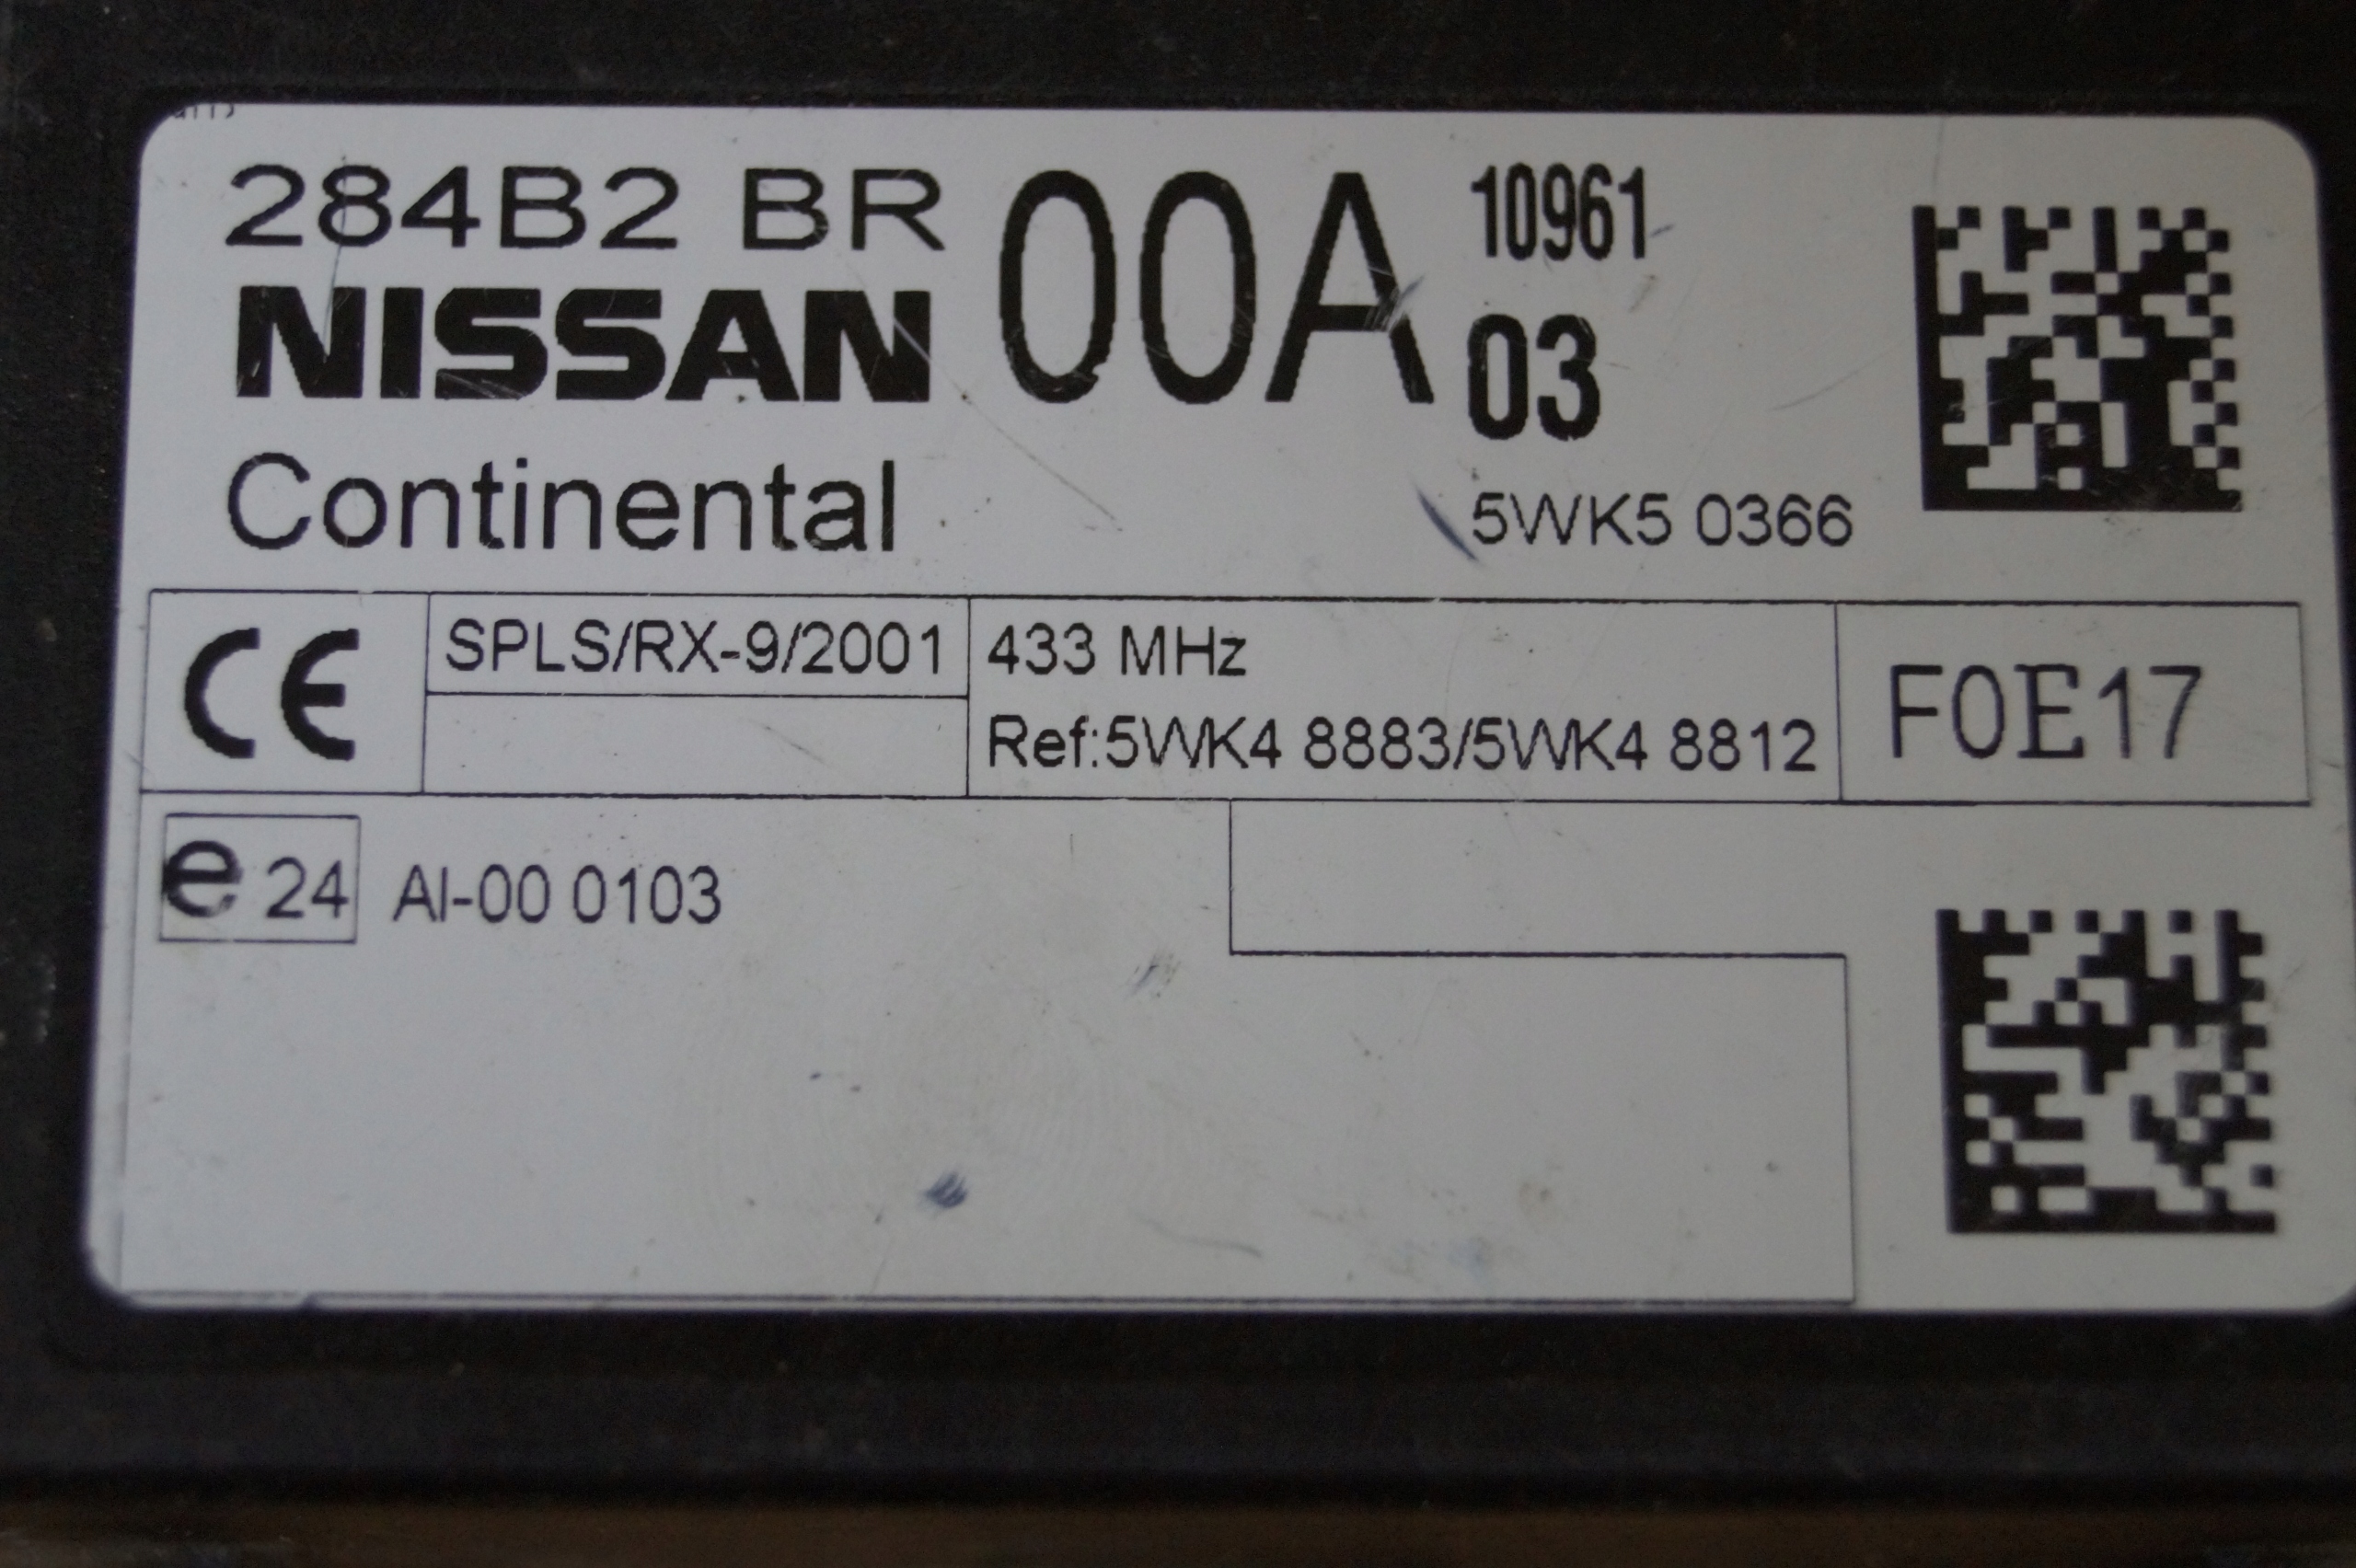 284B2 BR 00A 10961
NISSAN 03
Continental 5WK5 0366
CE SPLS/RX-9/2001 433 MHz F0E17
Ref:5WK4 8883/5WK4 8812
e 24 AI-00 0103